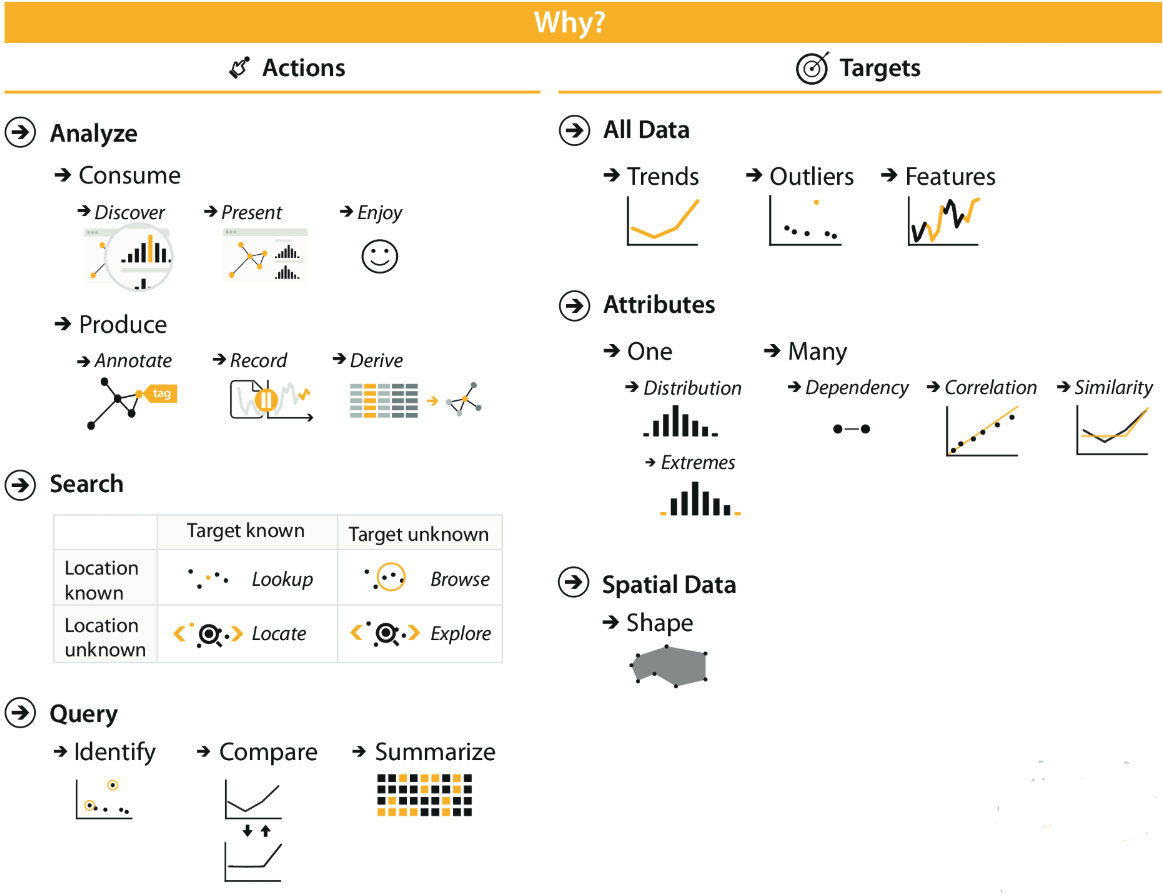 Why?
Actions
Analyze
Consume
Discover Present Enjoy
Produce
Annotate Record Derive
tag
Search
Target known Target unknown
Location known Lookup Browse
Location unknown Locate Explore
Query
Identify Compare Summarize
Targets
All Data
Trends Outliers Features
Attributes
One Many
Distribution Dependency Correlation Similarity
Extremes
Spatial Data
Shape